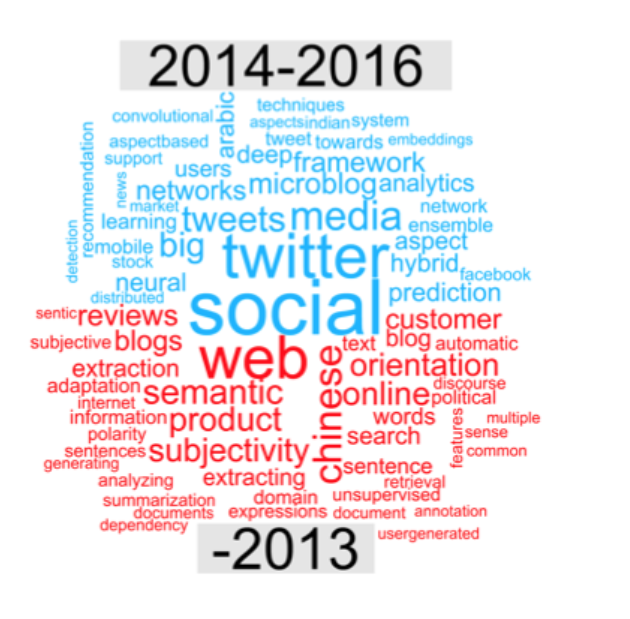 2014-2016
techniques
convolutional arabic aspects indian system
recommendation aspectbased tweet towards embeddings
support deep framework
news users
networks microblog analytics
market network
learning tweets media ensemble
detection mobile big twitter aspect
stock hybrid facebook
neural prediction
distributed social
sentic reviews customer
subjective blogs web text blog automatic
extraction chinese orientation
adaptation semantic online discourse
internet political
information product words features multiple
polarity subjectivity search sense
sentences common
generating sentence
analyzing extracting retrieval
summarization domain unsupervised
documents expressions document annotation
dependency
-2013 usergenerated